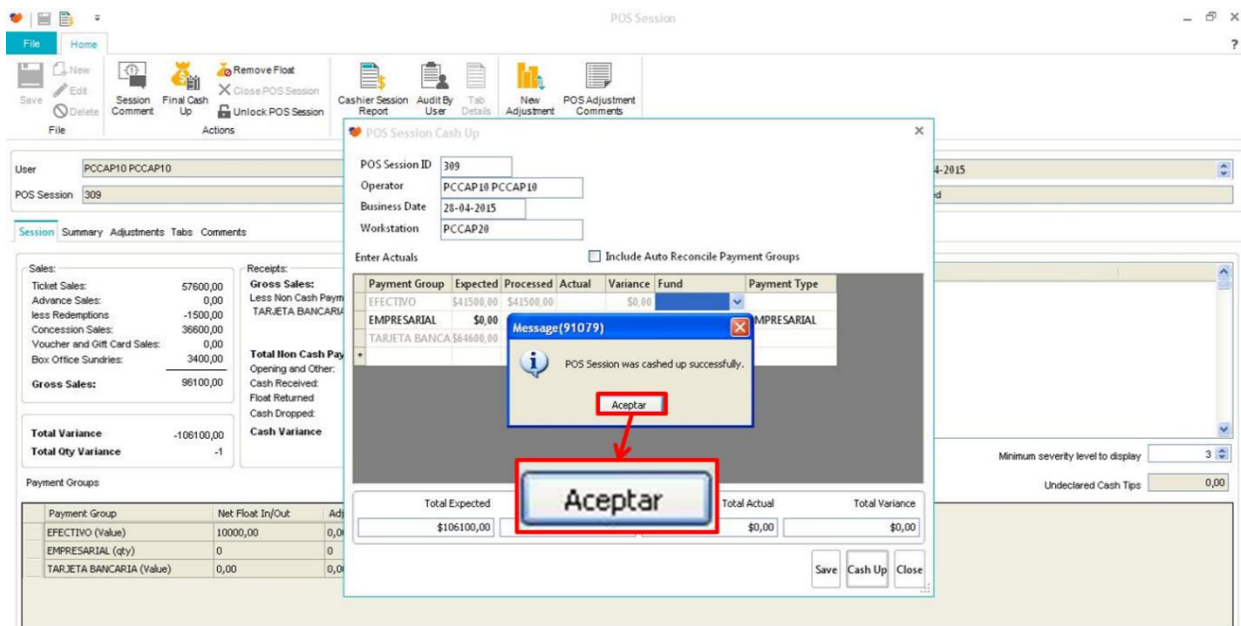 POS Session
File Home
?
Save
New
Edit
Delete
File
Session Comment
Final Cash Up
Remove Float
Close POS Session
Unlock POS Session
Actions
Cashier Session Report
Audit By User
Tab Details
New Adjustment
POS Adjustment Comments
User PCCAP10 PCCAP10
4-2015
POS Session 309
Session Summary Adjustments Tabs Comments
Sales:
Ticket Sales: 57600,00
Advance Sales: 0,00
less Redemptions -1500,00
Concession Sales: 36600,00
Voucher and Gift Card Sales: 0,00
Box Office Sundries: 3400,00
Gross Sales: 96100,00
Total Variance -106100,00
Total Qty Variance -1
Receipts:
Gross Sales:
Less Non Cash Paym
TARJETA BANCARIA
Total Non Cash Pay
Opening and Other:
Cash Received:
Float Returned
Cash Dropped:
Cash Variance
Payment Groups
Payment Group Net Float In/Out Adj
EFECTIVO (Value) 10000,00 0,0
EMPRESARIAL (qty) 0 0
TARJETA BANCARIA (Value) 0,00 0,0
POS Session Cash Up
POS Session ID 309
Operator PCCAP10 PCCAP10
Business Date 28-04-2015
Workstation PCCAP20
Enter Actuals Include Auto Reconcile Payment Groups
Payment Group Expected Processed Actual Variance Fund Payment Type
EFECTIVO $41500,00 $41500,00 $0,00
EMPRESARIAL $0,00 MPRESARIAL
TARJETA BANCA $64600,00
Message(91079)
POS Session was cashed up successfully.
Aceptar
Aceptar
Total Expected Total Actual Total Variance
$106100,00 $0,00 $0,00
Save Cash Up Close
Minimum severity level to display 3
Undeclared Cash Tips 0,00